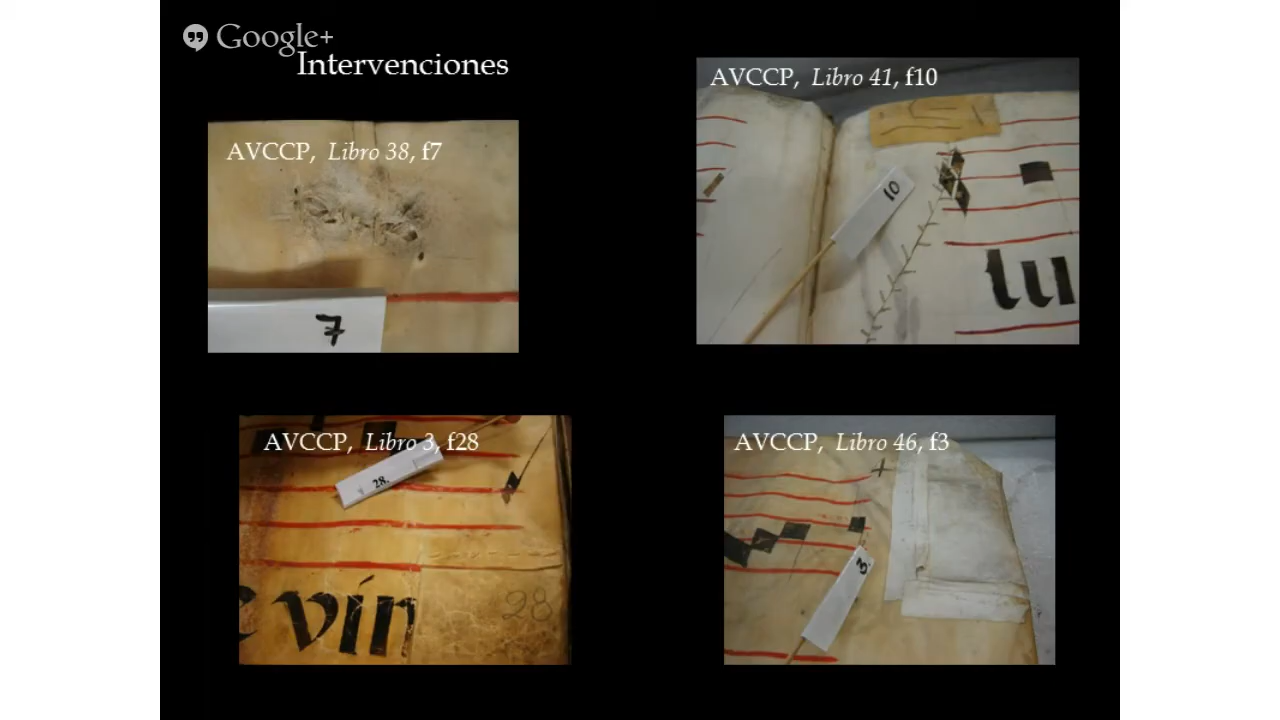 Google+
Intervenciones
AVCCP, Libro 38, f7
7
AVCCP, Libro 41, f10
10
tu
AVCCP, Libro 3, f28
28.
28
e vin
AVCCP, Libro 46, f3
3.